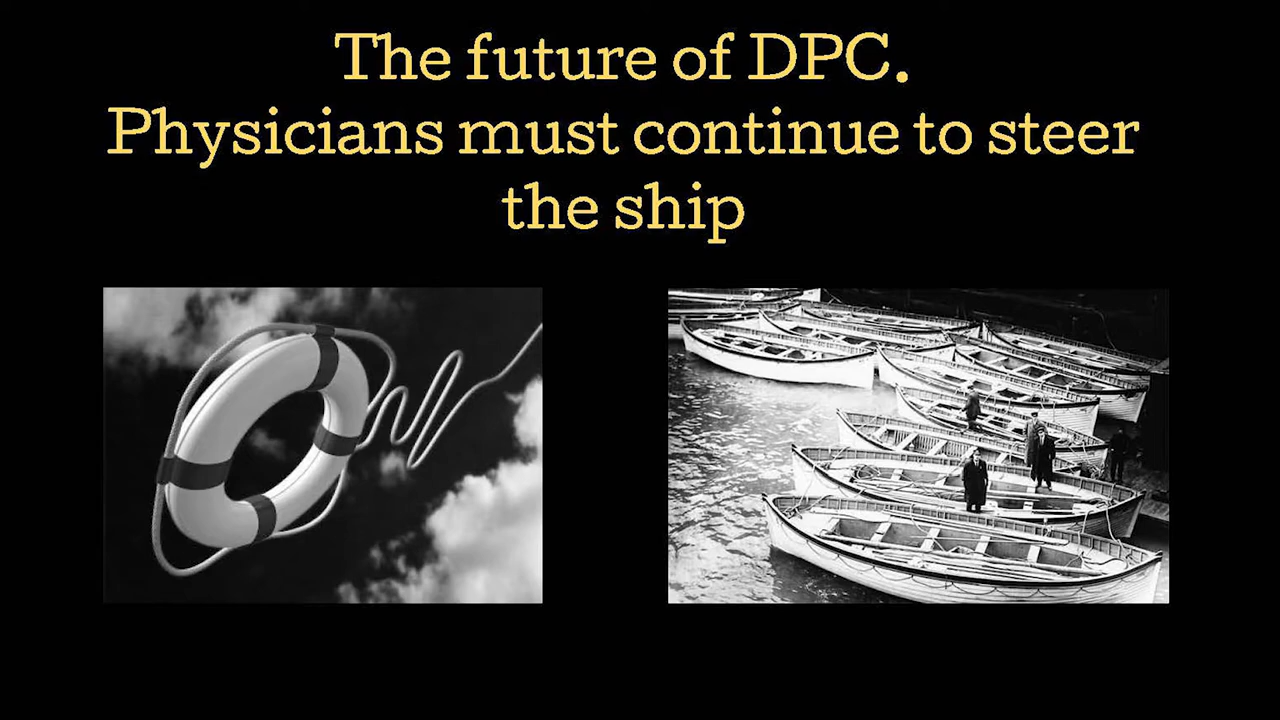 The future of DPC.
Physicians must continue to steer
the ship